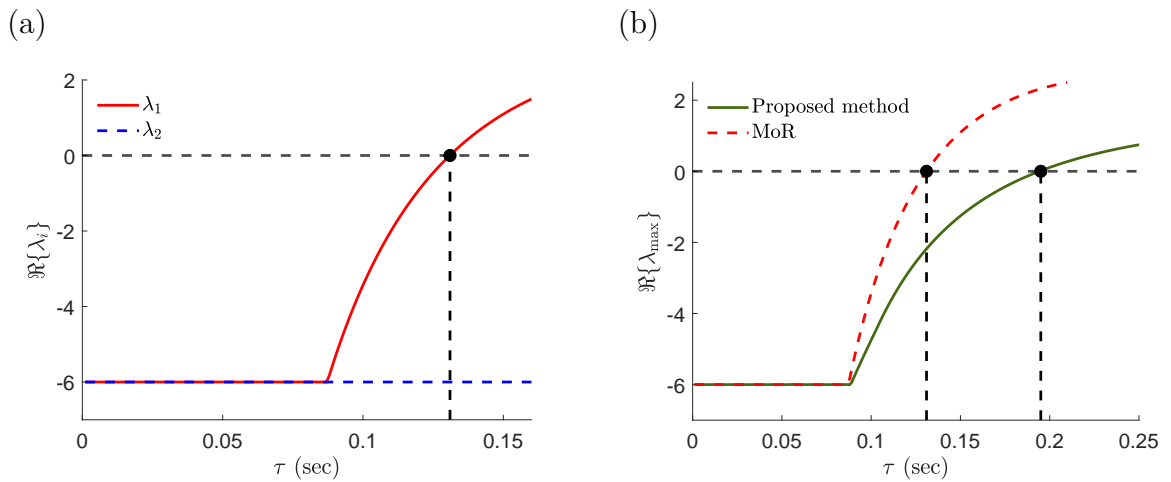 (a)
2
0
-2
-4
-6
ℜ{λᵢ}
λ₁
λ₂
0
0.05
0.1
0.15
τ (sec)
(b)
2
0
-2
-4
-6
ℜ{λₘₐₓ}
Proposed method
MoR
0
0.05
0.1
0.15
0.2
0.25
τ (sec)